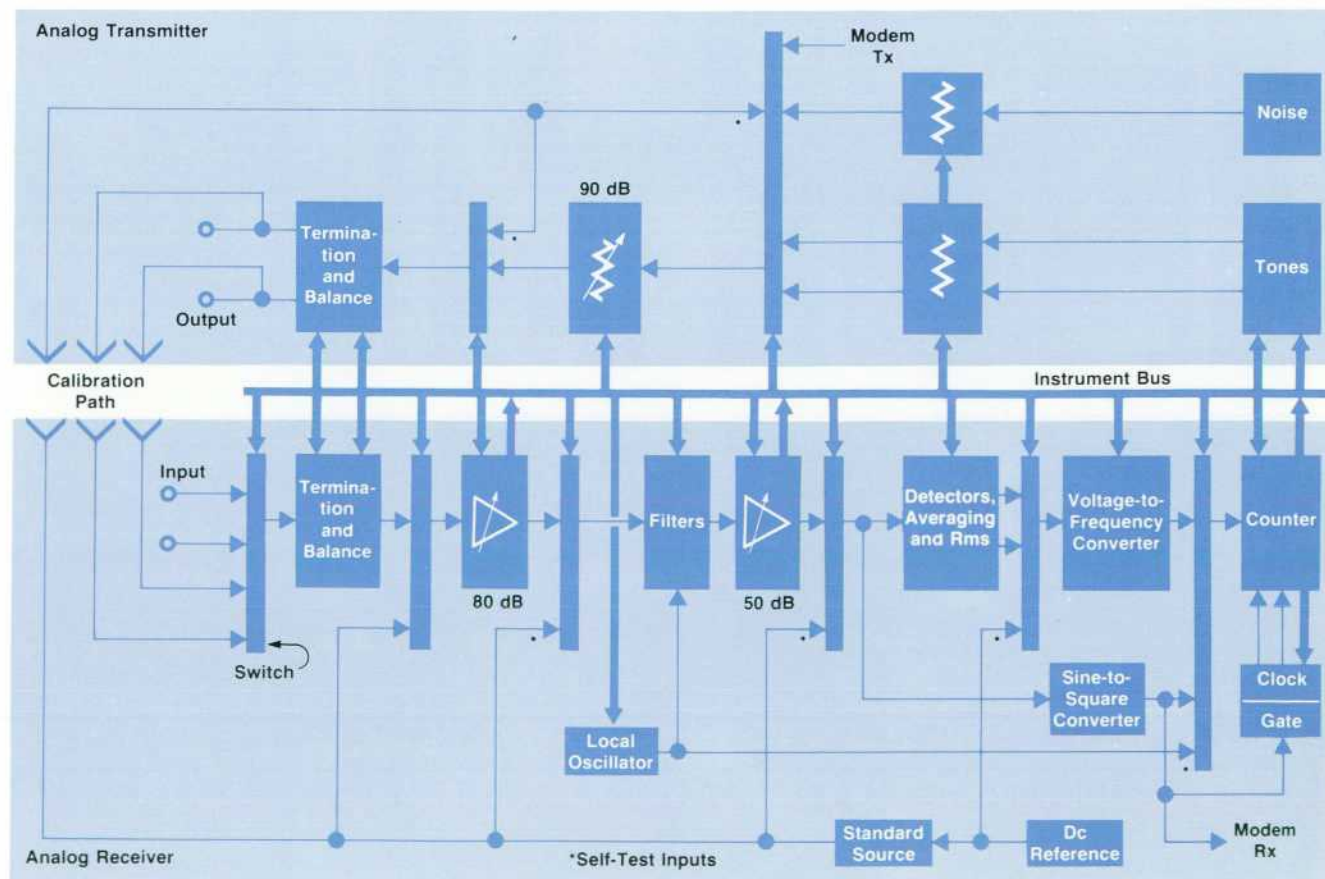 Analog Transmitter
Modem
Tx
Noise
90 dB
Termina-
tion
and
Balance
Tones
Output
Calibration
Path
Instrument Bus
Input
Termina-
tion
and
Balance
80 dB
Filters
50 dB
Detectors,
Averaging
and Rms
Voltage-to-
Frequency
Converter
Counter
Switch
Local
Oscillator
Sine-to-
Square
Converter
Clock
Gate
Standard
Source
Dc
Reference
Modem
Rx
Analog Receiver
*Self-Test Inputs